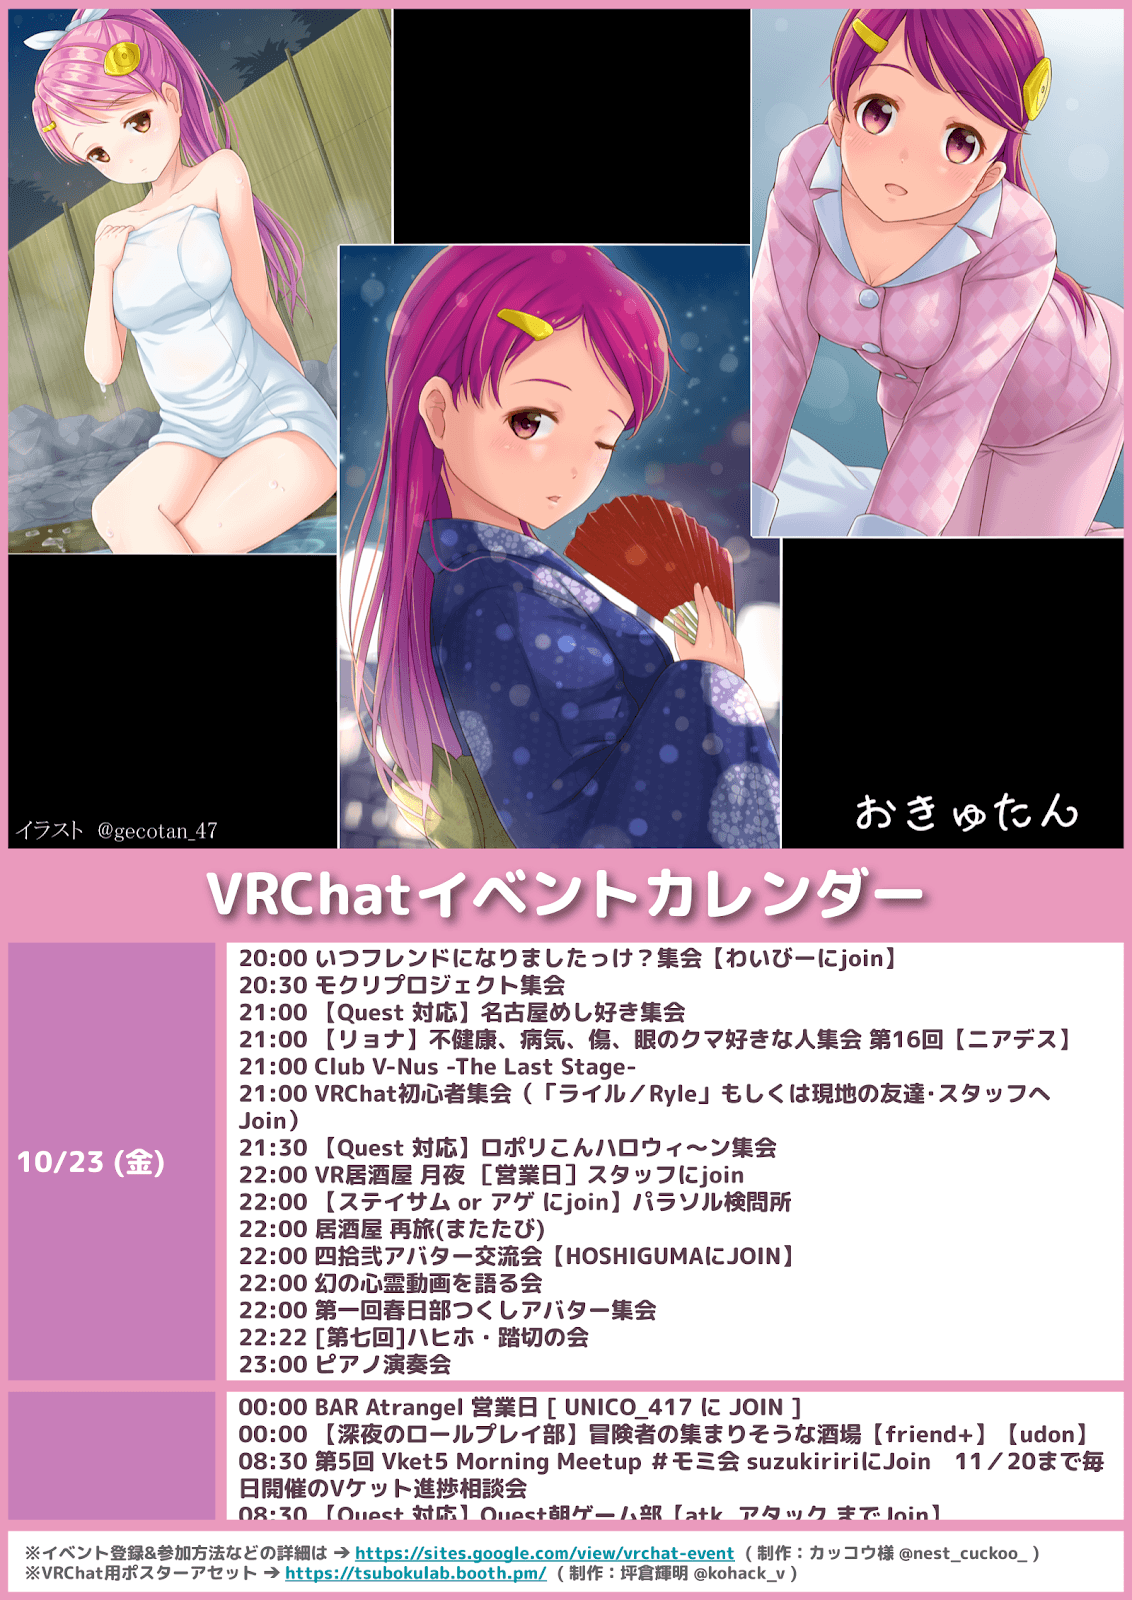 イラスト @gecotan_47
おきゅたん
VRChatイベントカレンダー
10/23 (金)
20:00 いつフレンドになりましたっけ？集会【わいびーにjoin】
20:30 モクリプロジェクト集会
21:00 【Quest 対応】名古屋めし好き集会
21:00 【リョナ】不健康、病気、傷、眼のクマ好きな人集会 第16回【ニアデス】
21:00 Club V-Nus -The Last Stage-
21:00 VRChat初心者集会（「ライル／Ryle」もしくは現地の友達･スタッフへ
Join）
21:30 【Quest 対応】ロポリこんハロウィ〜ン集会
22:00 VR居酒屋 月夜 ［営業日］スタッフにjoin
22:00 【ステイサム or アゲ にjoin】パラソル検問所
22:00 居酒屋 再旅(またたび)
22:00 四拾弐アバター交流会【HOSHIGUMAにJOIN】
22:00 幻の心霊動画を語る会
22:00 第一回春日部つくしアバター集会
22:22 [第七回]ハヒホ・踏切の会
23:00 ピアノ演奏会
00:00 BAR Atrangel 営業日 [ UNICO_417 に JOIN ]
00:00 【深夜のロールプレイ部】冒険者の集まりそうな酒場【friend+】【udon】
08:30 第5回 Vket5 Morning Meetup ＃モミ会 suzukiririにJoin　11／20まで毎
日開催のVケット進捗相談会
08:30 【Quest 対応】Quest朝ゲーム部【atk_アタック までJoin】
※イベント登録&参加方法などの詳細は ➔ https://sites.google.com/view/vrchat-event ( 制作：カッコウ様 @nest_cuckoo_ )
※VRChat用ポスターアセット ➔ https://tsubokulab.booth.pm/ ( 制作：坪倉輝明 @kohack_v )